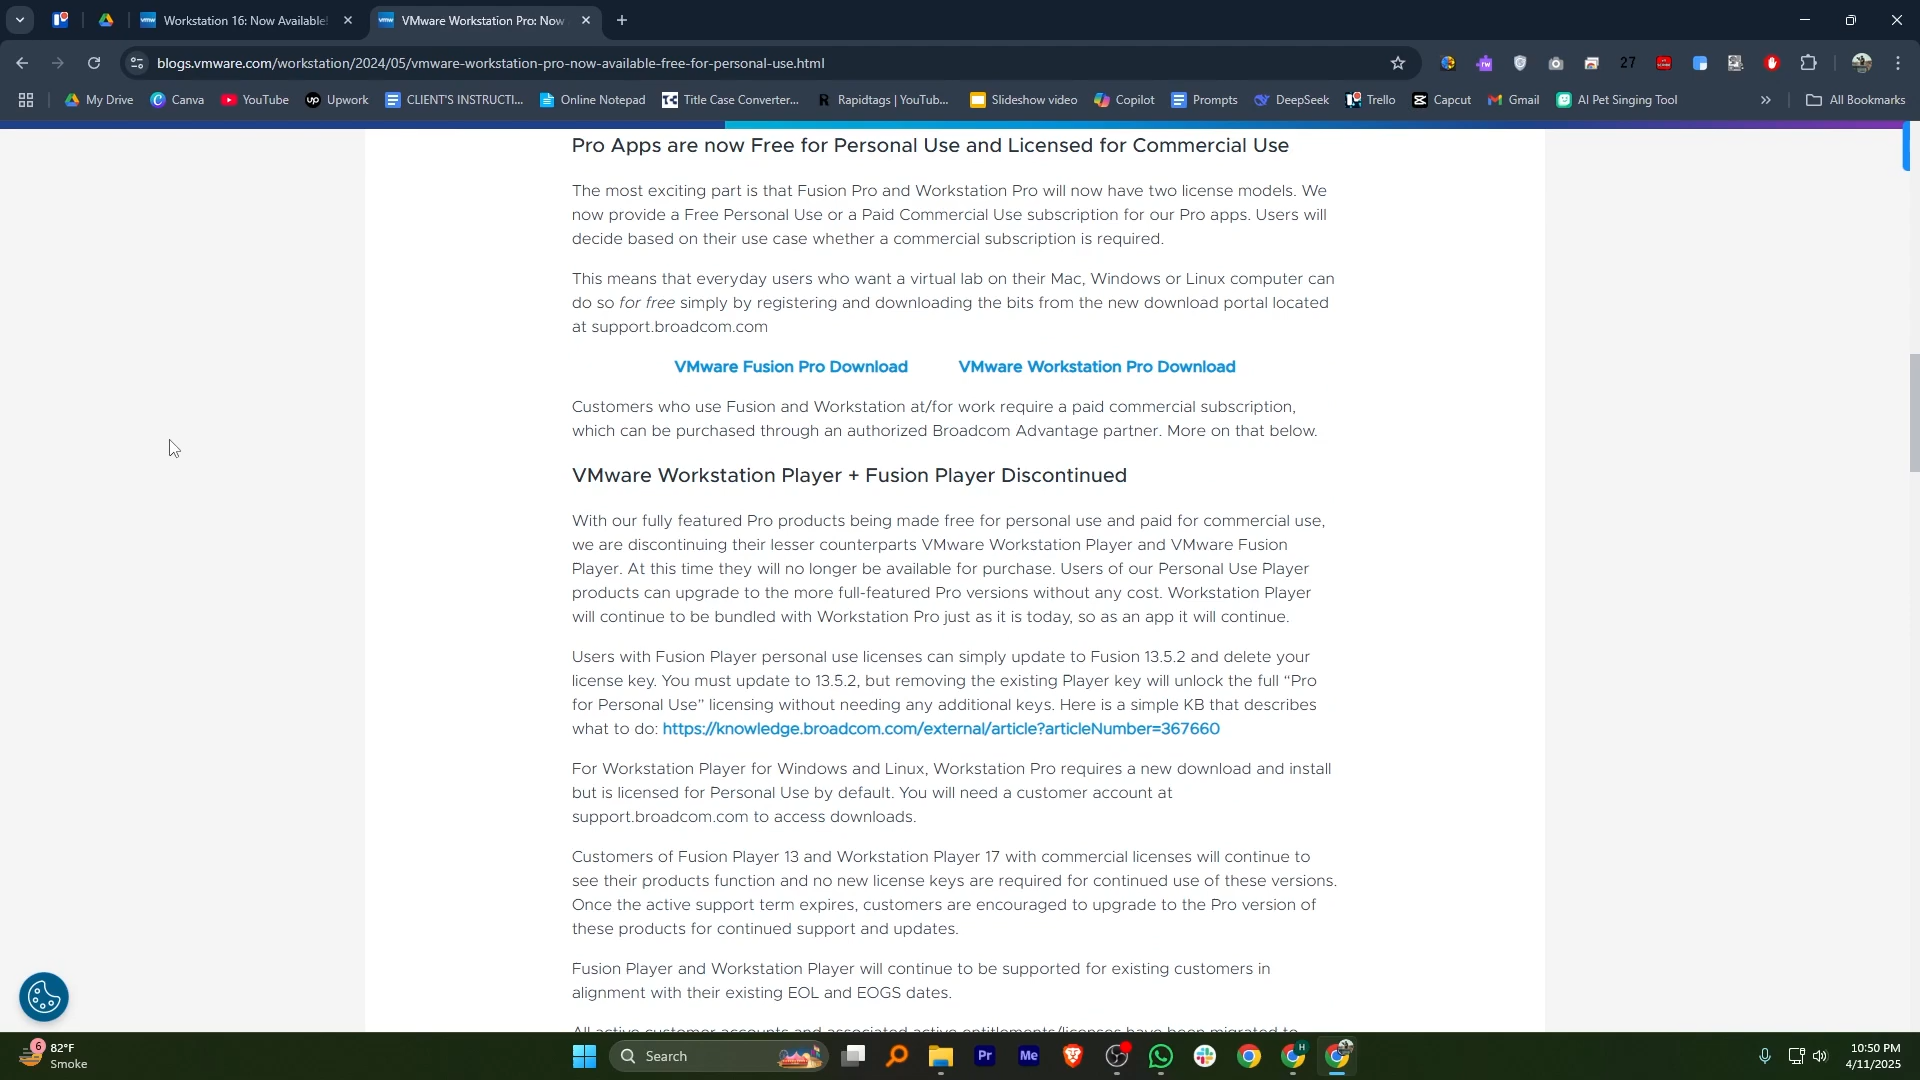 Workstation 16: Now Available!
VMware Workstation Pro: Now
blogs.vmware.com/workstation/2024/05/vmware-workstation-pro-now-available-free-for-personal-use.html
27
My Drive
Canva
YouTube
Upwork
CLIENT'S INSTRUCTI...
Online Notepad
Title Case Converter...
Rapidtags | YouTub...
Slideshow video
Copilot
Prompts
DeepSeek
Trello
Capcut
Gmail
AI Pet Singing Tool
All Bookmarks
Pro Apps are now Free for Personal Use and Licensed for Commercial Use
The most exciting part is that Fusion Pro and Workstation Pro will now have two license models. We
now provide a Free Personal Use or a Paid Commercial Use subscription for our Pro apps. Users will
decide based on their use case whether a commercial subscription is required.
This means that everyday users who want a virtual lab on their Mac, Windows or Linux computer can
do so for free simply by registering and downloading the bits from the new download portal located
at support.broadcom.com
VMware Fusion Pro Download
VMware Workstation Pro Download
Customers who use Fusion and Workstation at/for work require a paid commercial subscription,
which can be purchased through an authorized Broadcom Advantage partner. More on that below.
VMware Workstation Player + Fusion Player Discontinued
With our fully featured Pro products being made free for personal use and paid for commercial use,
we are discontinuing their lesser counterparts VMware Workstation Player and VMware Fusion
Player. At this time they will no longer be available for purchase. Users of our Personal Use Player
products can upgrade to the more full-featured Pro versions without any cost. Workstation Player
will continue to be bundled with Workstation Pro just as it is today, so as an app it will continue.
Users with Fusion Player personal use licenses can simply update to Fusion 13.5.2 and delete your
license key. You must update to 13.5.2, but removing the existing Player key will unlock the full “Pro
for Personal Use” licensing without needing any additional keys. Here is a simple KB that describes
what to do: https://knowledge.broadcom.com/external/article?articleNumber=367660
For Workstation Player for Windows and Linux, Workstation Pro requires a new download and install
but is licensed for Personal Use by default. You will need a customer account at
support.broadcom.com to access downloads.
Customers of Fusion Player 13 and Workstation Player 17 with commercial licenses will continue to
see their products function and no new license keys are required for continued use of these versions.
Once the active support term expires, customers are encouraged to upgrade to the Pro version of
these products for continued support and updates.
Fusion Player and Workstation Player will continue to be supported for existing customers in
alignment with their existing EOL and EOGS dates.
All active customer accounts and associated active entitlements/licenses have been migrated to
6
82°F
Smoke
Search
Pr
Me
H
10:50 PM
4/11/2025